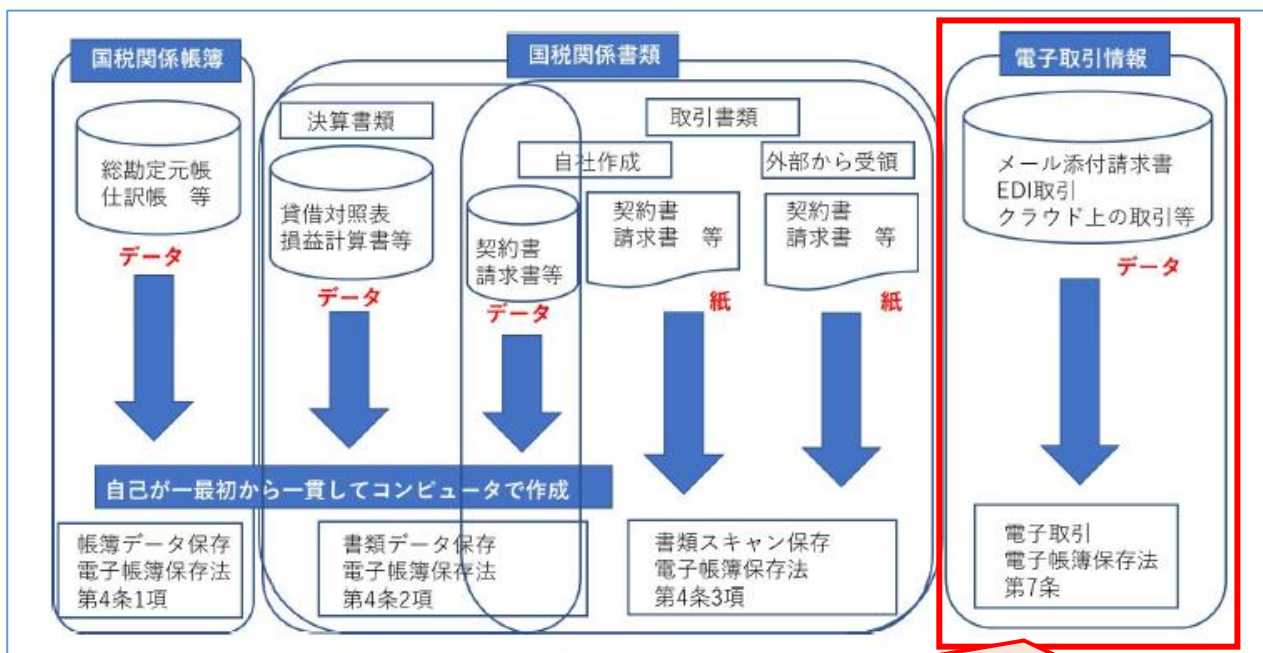 国税関係帳簿
国税関係書類
電子取引情報
総勘定元帳
仕訳帳　等
データ
決算書類
貸借対照表
損益計算書等
データ
取引書類
自社作成
外部から受領
契約書
請求書等
データ
契約書
請求書　等
紙
契約書
請求書　等
紙
メール添付請求書
EDI取引
クラウド上の取引等
データ
自己が一最初から一貫してコンピュータで作成
帳簿データ保存
電子帳簿保存法
第4条1項
書類データ保存
電子帳簿保存法
第4条2項
書類スキャン保存
電子帳簿保存法
第4条3項
電子取引
電子帳簿保存法
第7条